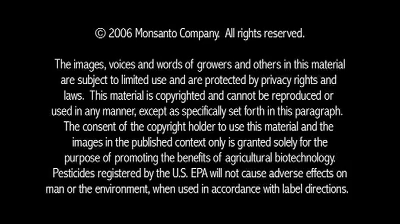 © 2006 Monsanto Company.  All rights reserved.
The images, voices and words of growers and others in this material
are subject to limited use and are protected by privacy rights and
laws.  This material is copyrighted and cannot be reproduced or
used in any manner, except as specifically set forth in this paragraph.
The consent of the copyright holder to use this material and the
images in the published context only is granted solely for the
purpose of promoting the benefits of agricultural biotechnology.
Pesticides registered by the U.S. EPA will not cause adverse effects on
man or the environment, when used in accordance with label directions.